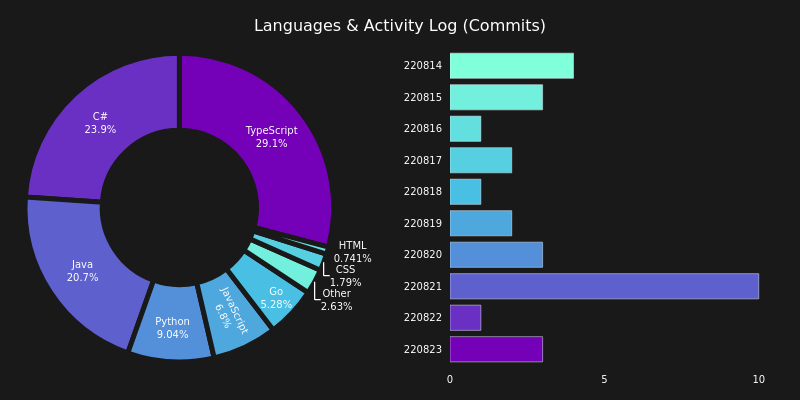 Languages & Activity Log (Commits)
C#
23.9%
TypeScript
29.1%
Java
20.7%
Python
9.04%
JavaScript
6.8%
Go
5.28%
HTML
0.741%
CSS
1.79%
Other
2.63%
220814
220815
220816
220817
220818
220819
220820
220821
220822
220823
0
5
10